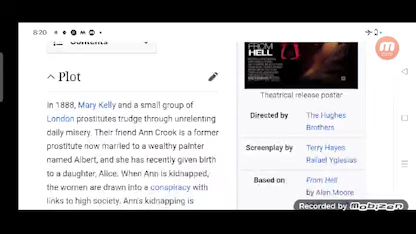 8:20
Contents
FROM
HELL
Theatrical release poster
Plot
In 1888, Mary Kelly and a small group of
London prostitutes trudge through unrelenting
daily misery. Their friend Ann Crook is a former
prostitute now married to a wealthy painter
named Albert, and she has recently given birth
to a daughter, Alice. When Ann is kidnapped,
the women are drawn into a conspiracy with
links to high society. Ann's kidnapping is
Directed by The Hughes
Brothers
Screenplay by Terry Hayes
Rafael Yglesias
Based on From Hell
by Alan Moore
Recorded by Mobizen